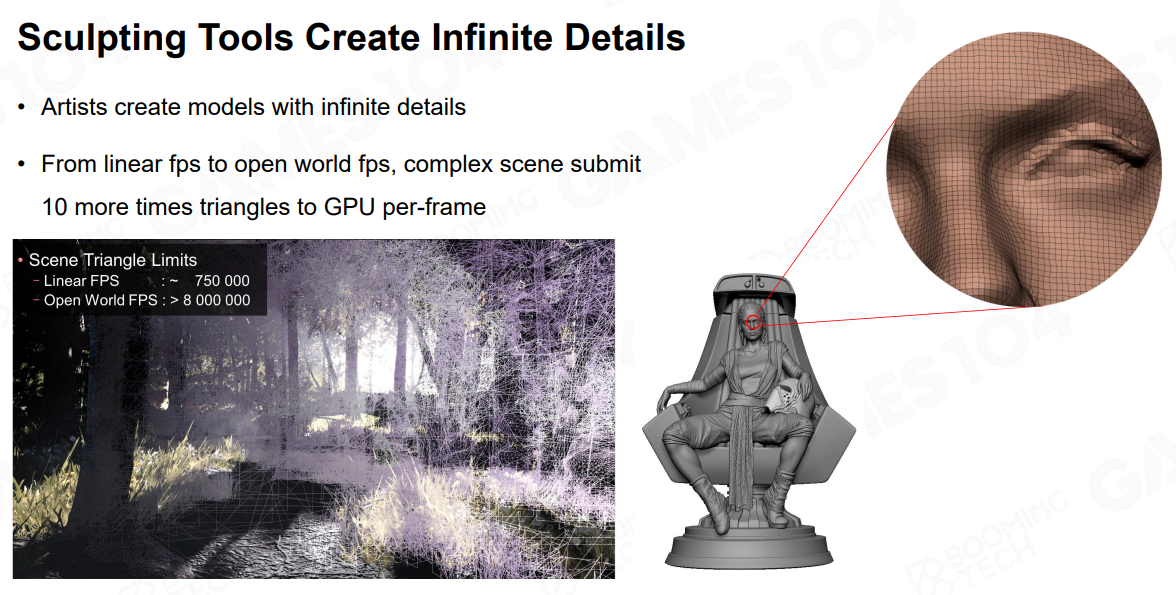 Sculpting Tools Create Infinite Details
• Artists create models with infinite details
• From linear fps to open world fps, complex scene submit
10 more times triangles to GPU per-frame
• Scene Triangle Limits
– Linear FPS : ~ 750 000
– Open World FPS : > 8 000 000
GAMES104
BOOMING
TECH